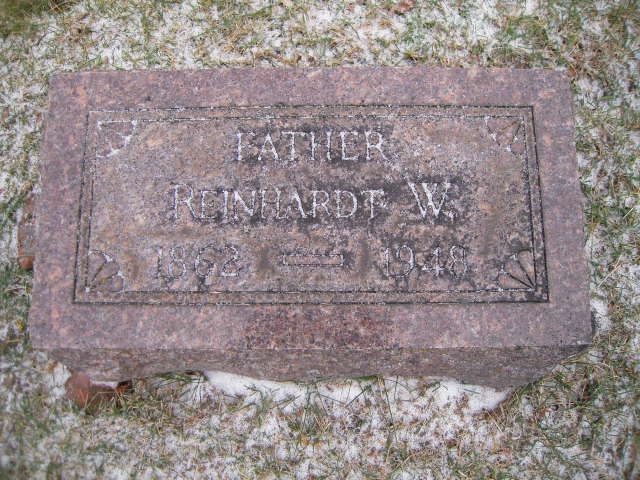 FATHER
REINHARDT W.
1862 = 1948